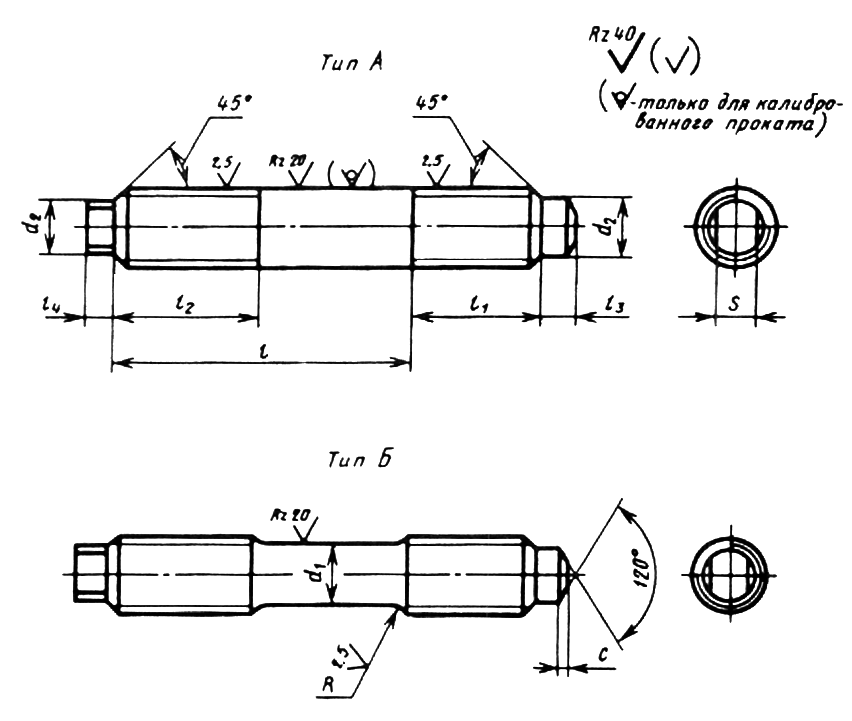 Тип А
Rz 40
(√)
(√-только для калибро-
ванного проката)
45°
45°
2,5
Rz 20
(√)
2,5
d2
d2
l4
l2
l1
l3
S
l
Тип Б
Rz 20
d1
120°
2,5
R
c